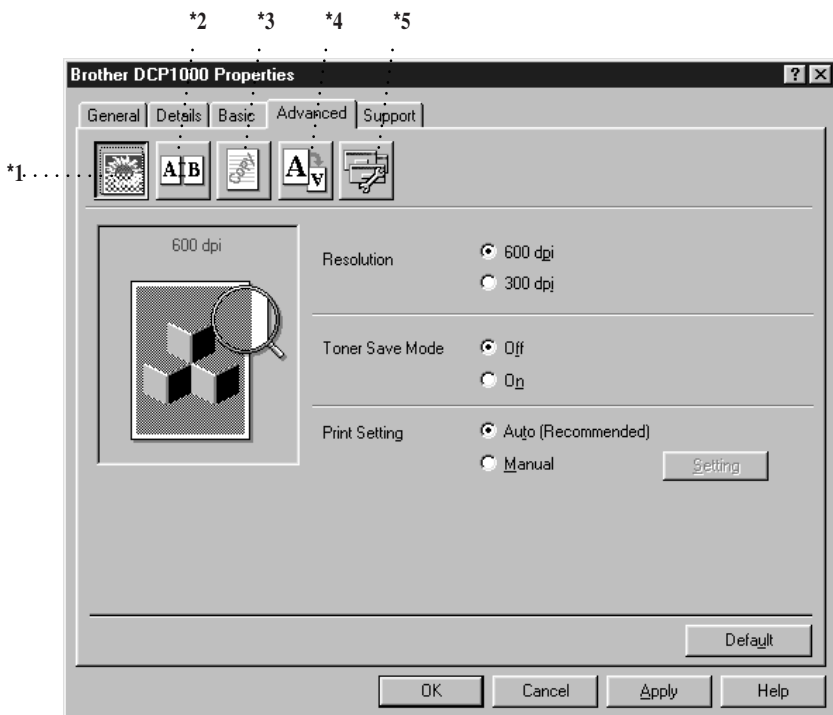 *2 *3 *4 *5
Brother DCP1000 Properties
General Details Basic Advanced Support
*1
A B Copy A A
600 dpi
Resolution
600 dpi
300 dpi
Toner Save Mode
Off
On
Print Setting
Auto (Recommended)
Manual
Setting
Default
OK Cancel Apply Help